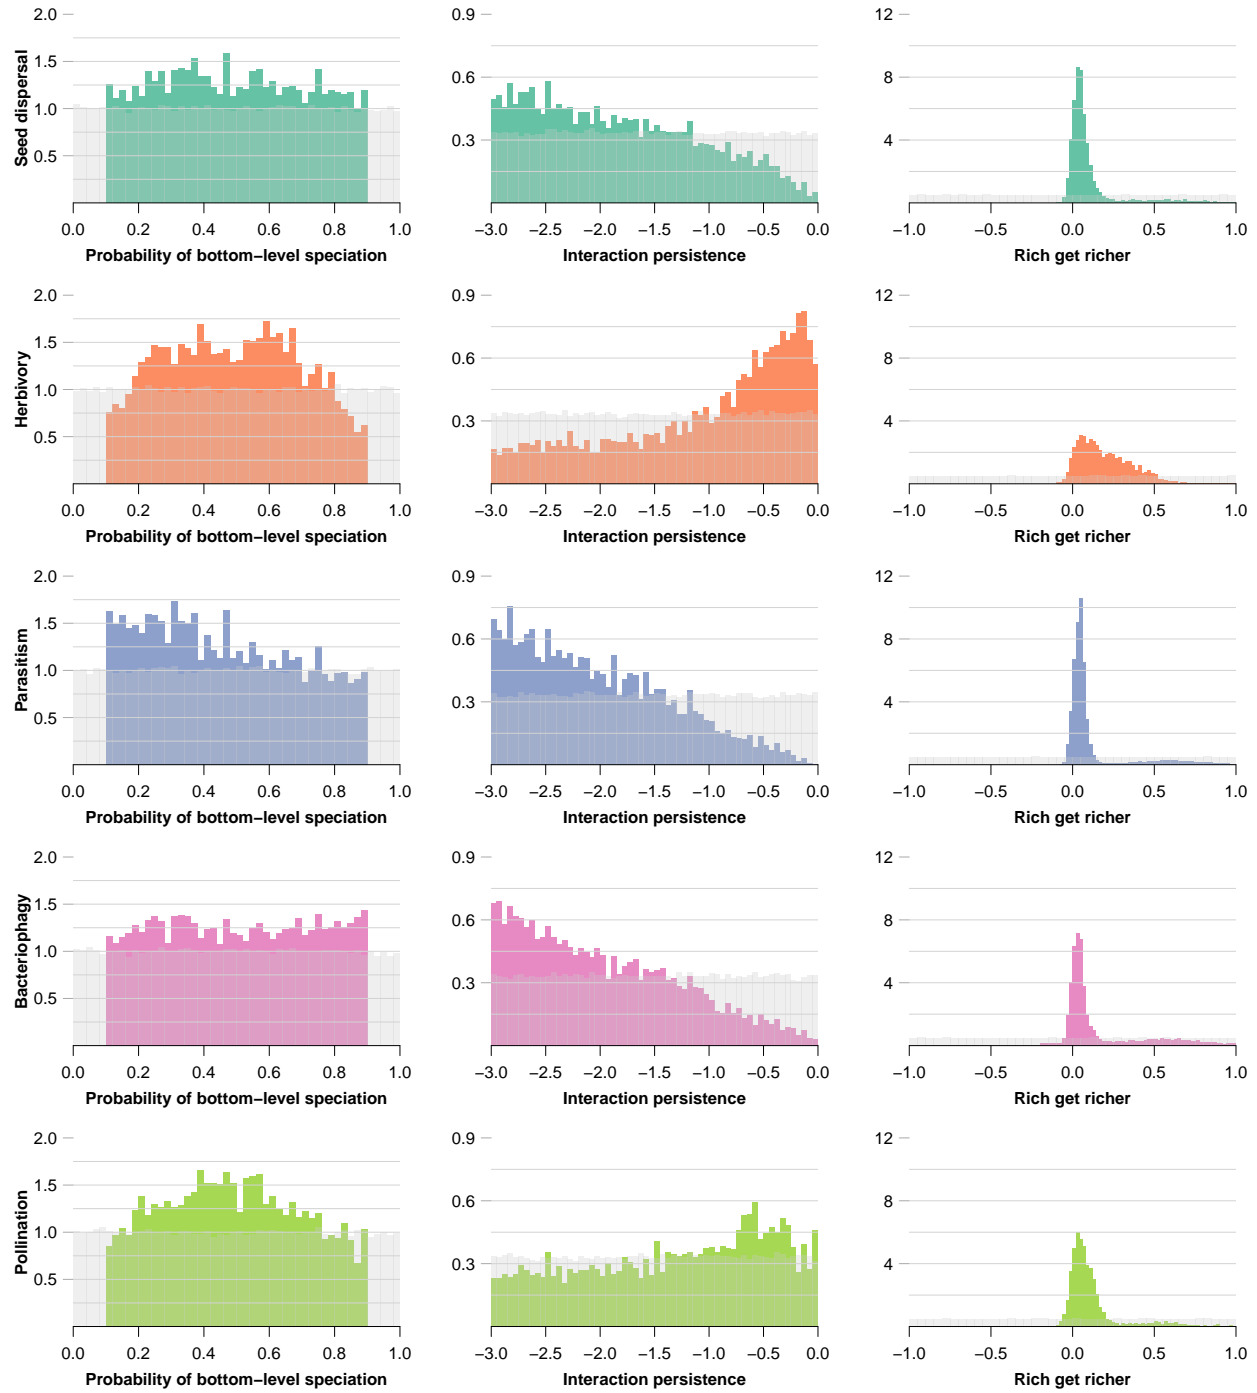 2.0 0.9 12
1.5 0.6 8
1.0 0.3 4
0.5
Seed dispersal
0.0 0.2 0.4 0.6 0.8 1.0 −3.0 −2.5 −2.0 −1.5 −1.0 −0.5 0.0 −1.0 −0.5 0.0 0.5 1.0
Probability of bottom−level speciation Interaction persistence Rich get richer
2.0 0.9 12
1.5 0.6 8
1.0 0.3 4
0.5
Herbivory
0.0 0.2 0.4 0.6 0.8 1.0 −3.0 −2.5 −2.0 −1.5 −1.0 −0.5 0.0 −1.0 −0.5 0.0 0.5 1.0
Probability of bottom−level speciation Interaction persistence Rich get richer
2.0 0.9 12
1.5 0.6 8
1.0 0.3 4
0.5
Parasitism
0.0 0.2 0.4 0.6 0.8 1.0 −3.0 −2.5 −2.0 −1.5 −1.0 −0.5 0.0 −1.0 −0.5 0.0 0.5 1.0
Probability of bottom−level speciation Interaction persistence Rich get richer
2.0 0.9 12
1.5 0.6 8
1.0 0.3 4
0.5
Bacteriophagy
0.0 0.2 0.4 0.6 0.8 1.0 −3.0 −2.5 −2.0 −1.5 −1.0 −0.5 0.0 −1.0 −0.5 0.0 0.5 1.0
Probability of bottom−level speciation Interaction persistence Rich get richer
2.0 0.9 12
1.5 0.6 8
1.0 0.3 4
0.5
Pollination
0.0 0.2 0.4 0.6 0.8 1.0 −3.0 −2.5 −2.0 −1.5 −1.0 −0.5 0.0 −1.0 −0.5 0.0 0.5 1.0
Probability of bottom−level speciation Interaction persistence Rich get richer